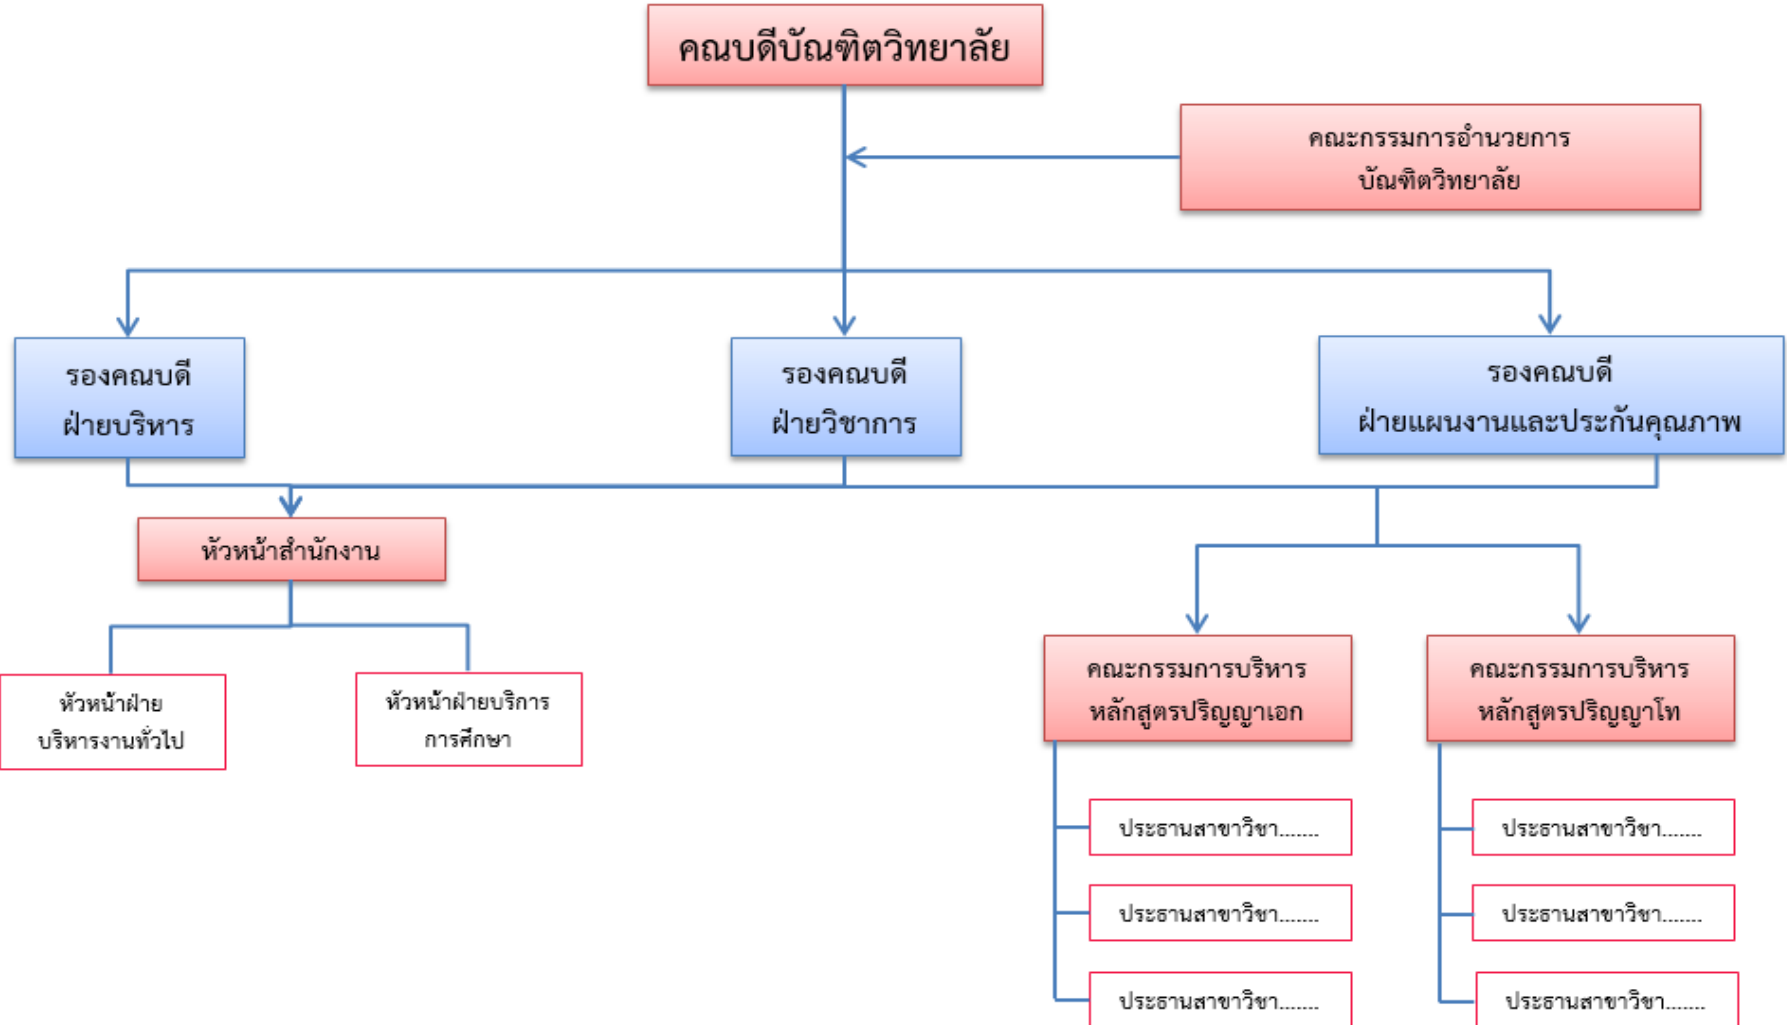 คณบดีบัณฑิตวิทยาลัย
คณะกรรมการอำนวยการ
บัณฑิตวิทยาลัย
รองคณบดี
ฝ่ายบริหาร
รองคณบดี
ฝ่ายวิชาการ
รองคณบดี
ฝ่ายแผนงานและประกันคุณภาพ
หัวหน้าสำนักงาน
หัวหน้าฝ่าย
บริหารงานทั่วไป
หัวหน้าฝ่ายบริการ
การศึกษา
คณะกรรมการบริหาร
หลักสูตรปริญญาเอก
คณะกรรมการบริหาร
หลักสูตรปริญญาโท
ประธานสาขาวิชา.......
ประธานสาขาวิชา.......
ประธานสาขาวิชา.......
ประธานสาขาวิชา.......
ประธานสาขาวิชา.......
ประธานสาขาวิชา.......